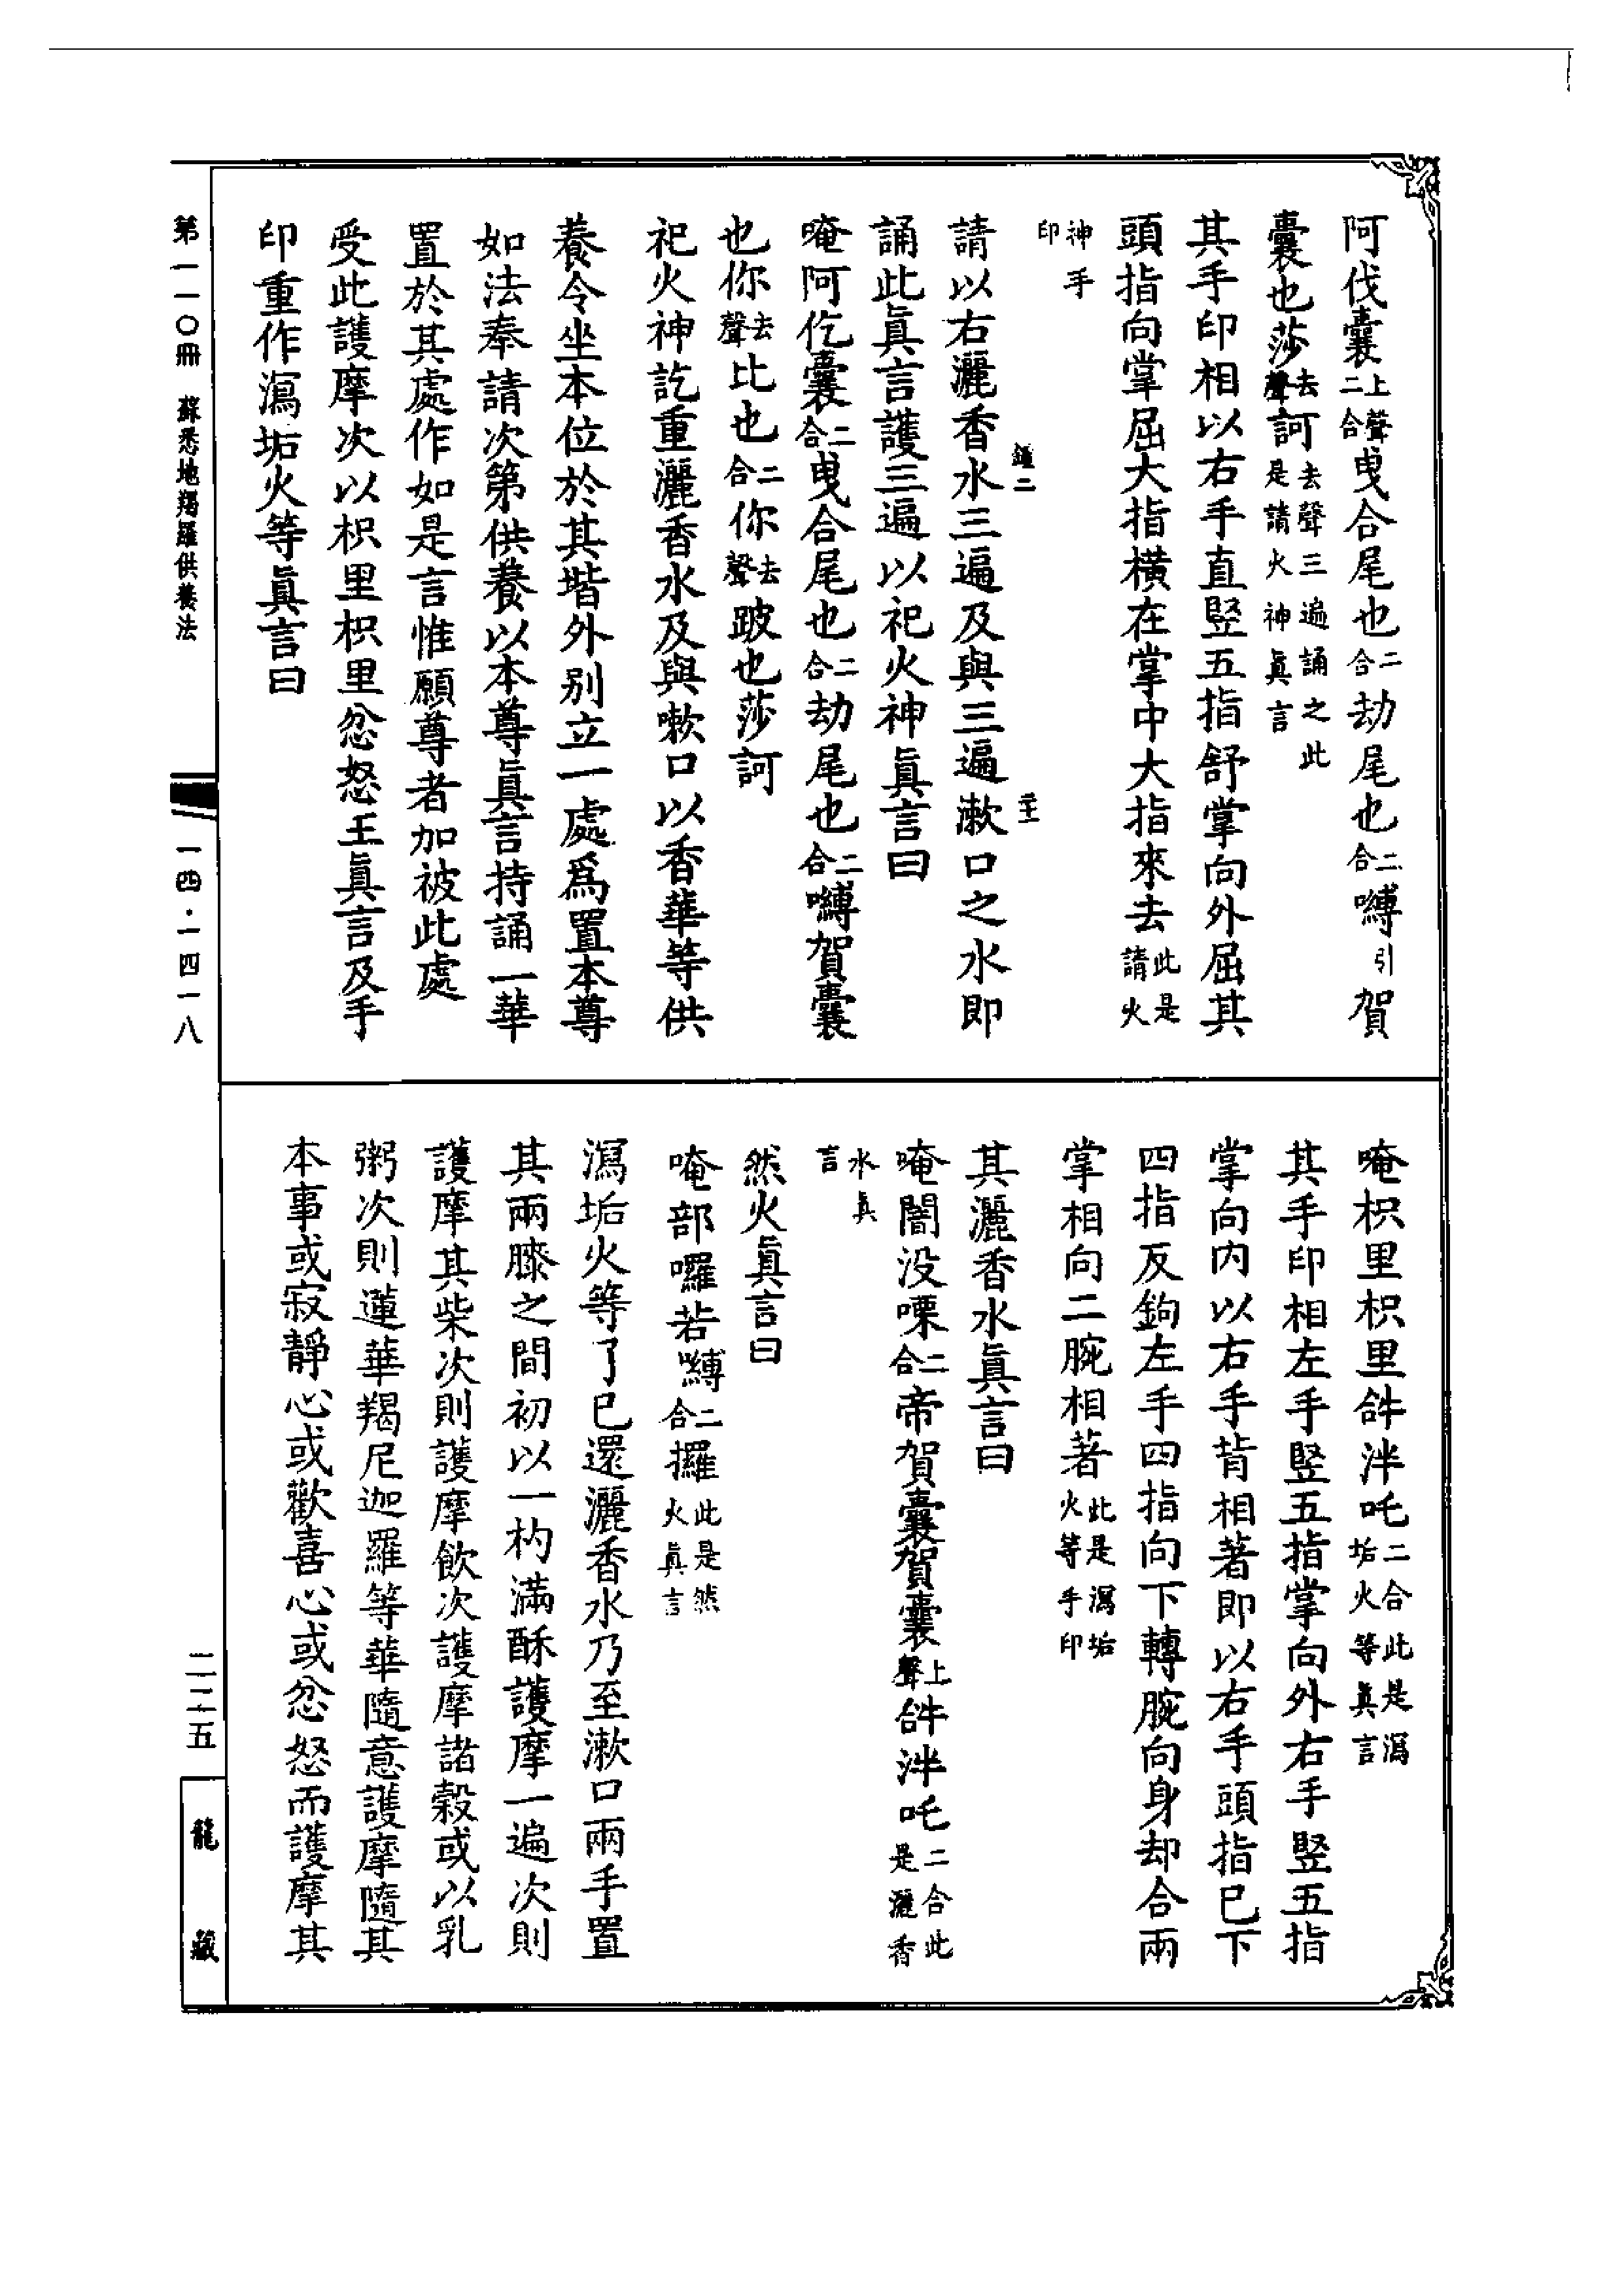 阿伐囊上聲二合曳合尾也二合劫尾也二合嚩引賀
囊也莎去聲訶去聲三遍誦之此是請火神眞言
其手印相以右手直竪五指舒掌向外屈其
頭指向掌屈大指橫在掌中大指來去此是請火
神手印
請以右灑香水三遍及與三遍漱口之水即
誦此眞言護三遍以祀火神眞言曰
唵阿仡囊二合曳合尾也二合劫尾也二合嚩賀囊
也你去聲比也二合你去聲跛也莎訶
祀火神訖重灑香水及與嗽口以香華等供
養令坐本位於其堦外别立一處爲置本尊
如法奉請次第供養以本尊眞言持誦一華
置於其處作如是言惟願尊者加被此處
受此護摩次以枳里枳里忿怒王眞言及手
印重作瀉垢火等眞言曰
唵枳里枳里𤙖泮吒二合此是瀉垢火等眞言
其手印相左手竪五指掌向外右手竪五指
掌向内以右手背相著即以右手頭指已下
四指反鉤左手四指向下轉腕向身却合兩
掌相向二腕相著此是瀉垢火等手印
其灑香水眞言曰
唵闇没㗚二合帝賀囊賀囊上聲𤙖泮吒二合此是灑香
水眞言
然火眞言曰
唵部囉若嚩二合攞此是然火眞言
瀉垢火等了已還灑香水乃至漱口兩手置
其兩膝之間初以一杓滿酥護摩一遍次則
護摩其柴次則護摩飲次護摩諸穀或以乳
粥次則蓮華羯尼迦羅等華隨意護摩隨其
本事或寂靜心或歡喜心或忿怒而護摩其
第一一〇冊　蘇悉地羯羅供養法
一四·一四一八
二二五
龍藏